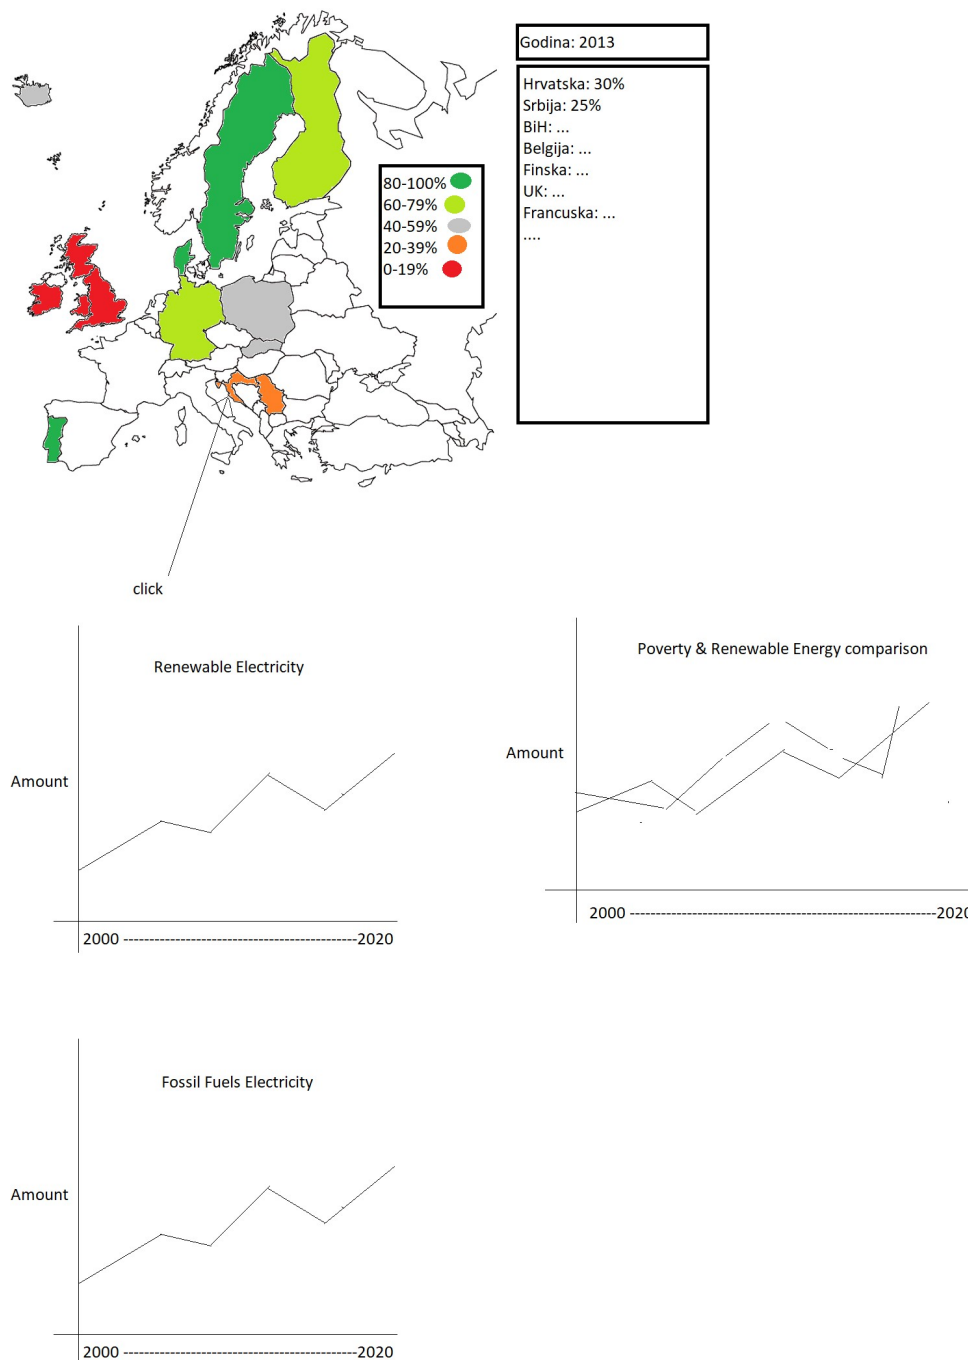 Godina: 2013
Hrvatska: 30%
Srbija: 25%
BiH: ...
Belgija: ...
Finska: ...
UK: ...
Francuska: ...
....
80-100%
60-79%
40-59%
20-39%
0-19%
click
Renewable Electricity
Amount
2000 ---------------------------------------2020
Poverty & Renewable Energy comparison
Amount
2000 ---------------------------------------------------2020
Fossil Fuels Electricity
Amount
2000 ---------------------------------------2020